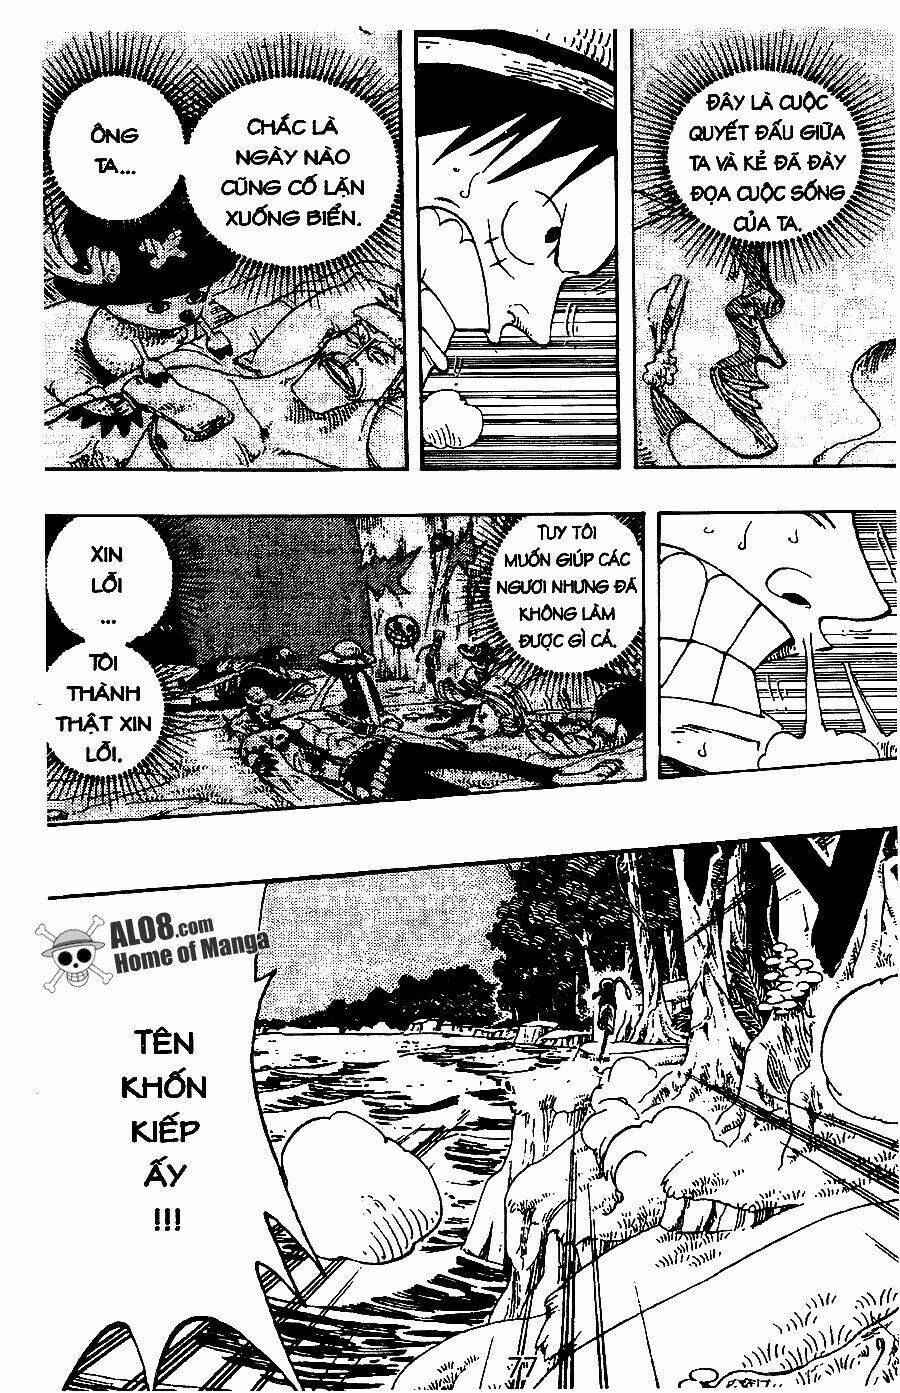 ĐÂY LÀ CUỘC
QUYẾT ĐẤU GIỮA
TA VÀ KẺ ĐÃ ĐÀY
ĐỌA CUỘC SỐNG
CỦA TA.
CHẮC LÀ
NGÀY NÀO
CŨNG CỐ LẶN
XUỐNG BIỂN.
ÔNG
TA...
TUY TÔI
MUỐN GIÚP CÁC
NGƯƠI NHƯNG ĐÃ
KHÔNG LÀM
ĐƯỢC GÌ CẢ.
XIN
LỖI
...
TÔI
THÀNH
THẬT XIN
LỖI.
AL08.com
Home of Manga
TÊN
KHỐN
KIẾP
ẤY
!!!